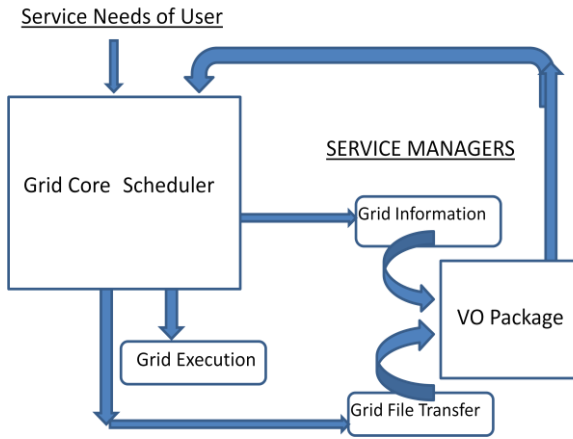 Service Needs of User
SERVICE MANAGERS
Grid Core Scheduler
Grid Information
VO Package
Grid Execution
Grid File Transfer